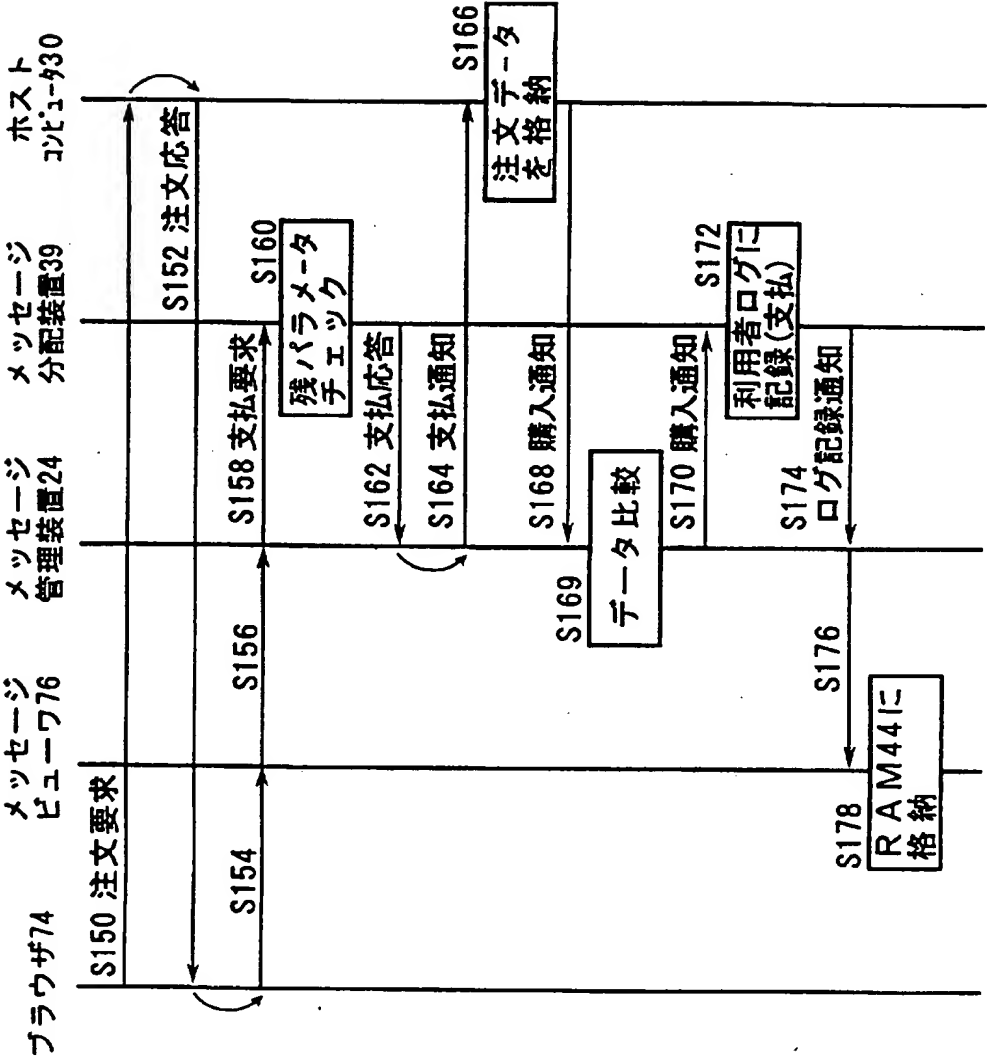 ブラウザ74
メッセージ
ビューワ76
メッセージ
管理装置24
メッセージ
分配装置39
ホスト
コンピュータ30
S150 注文要求
S152 注文応答
S154
S156
S158 支払要求
S160
残パラメータ
チェック
S162 支払応答
S164 支払通知
S166
注文データ
を格納
S168 購入通知
S169
データ比較
S170 購入通知
S172
利用者ログに
記録(支払)
S174
ログ記録通知
S176
S178
RAM44に
格納